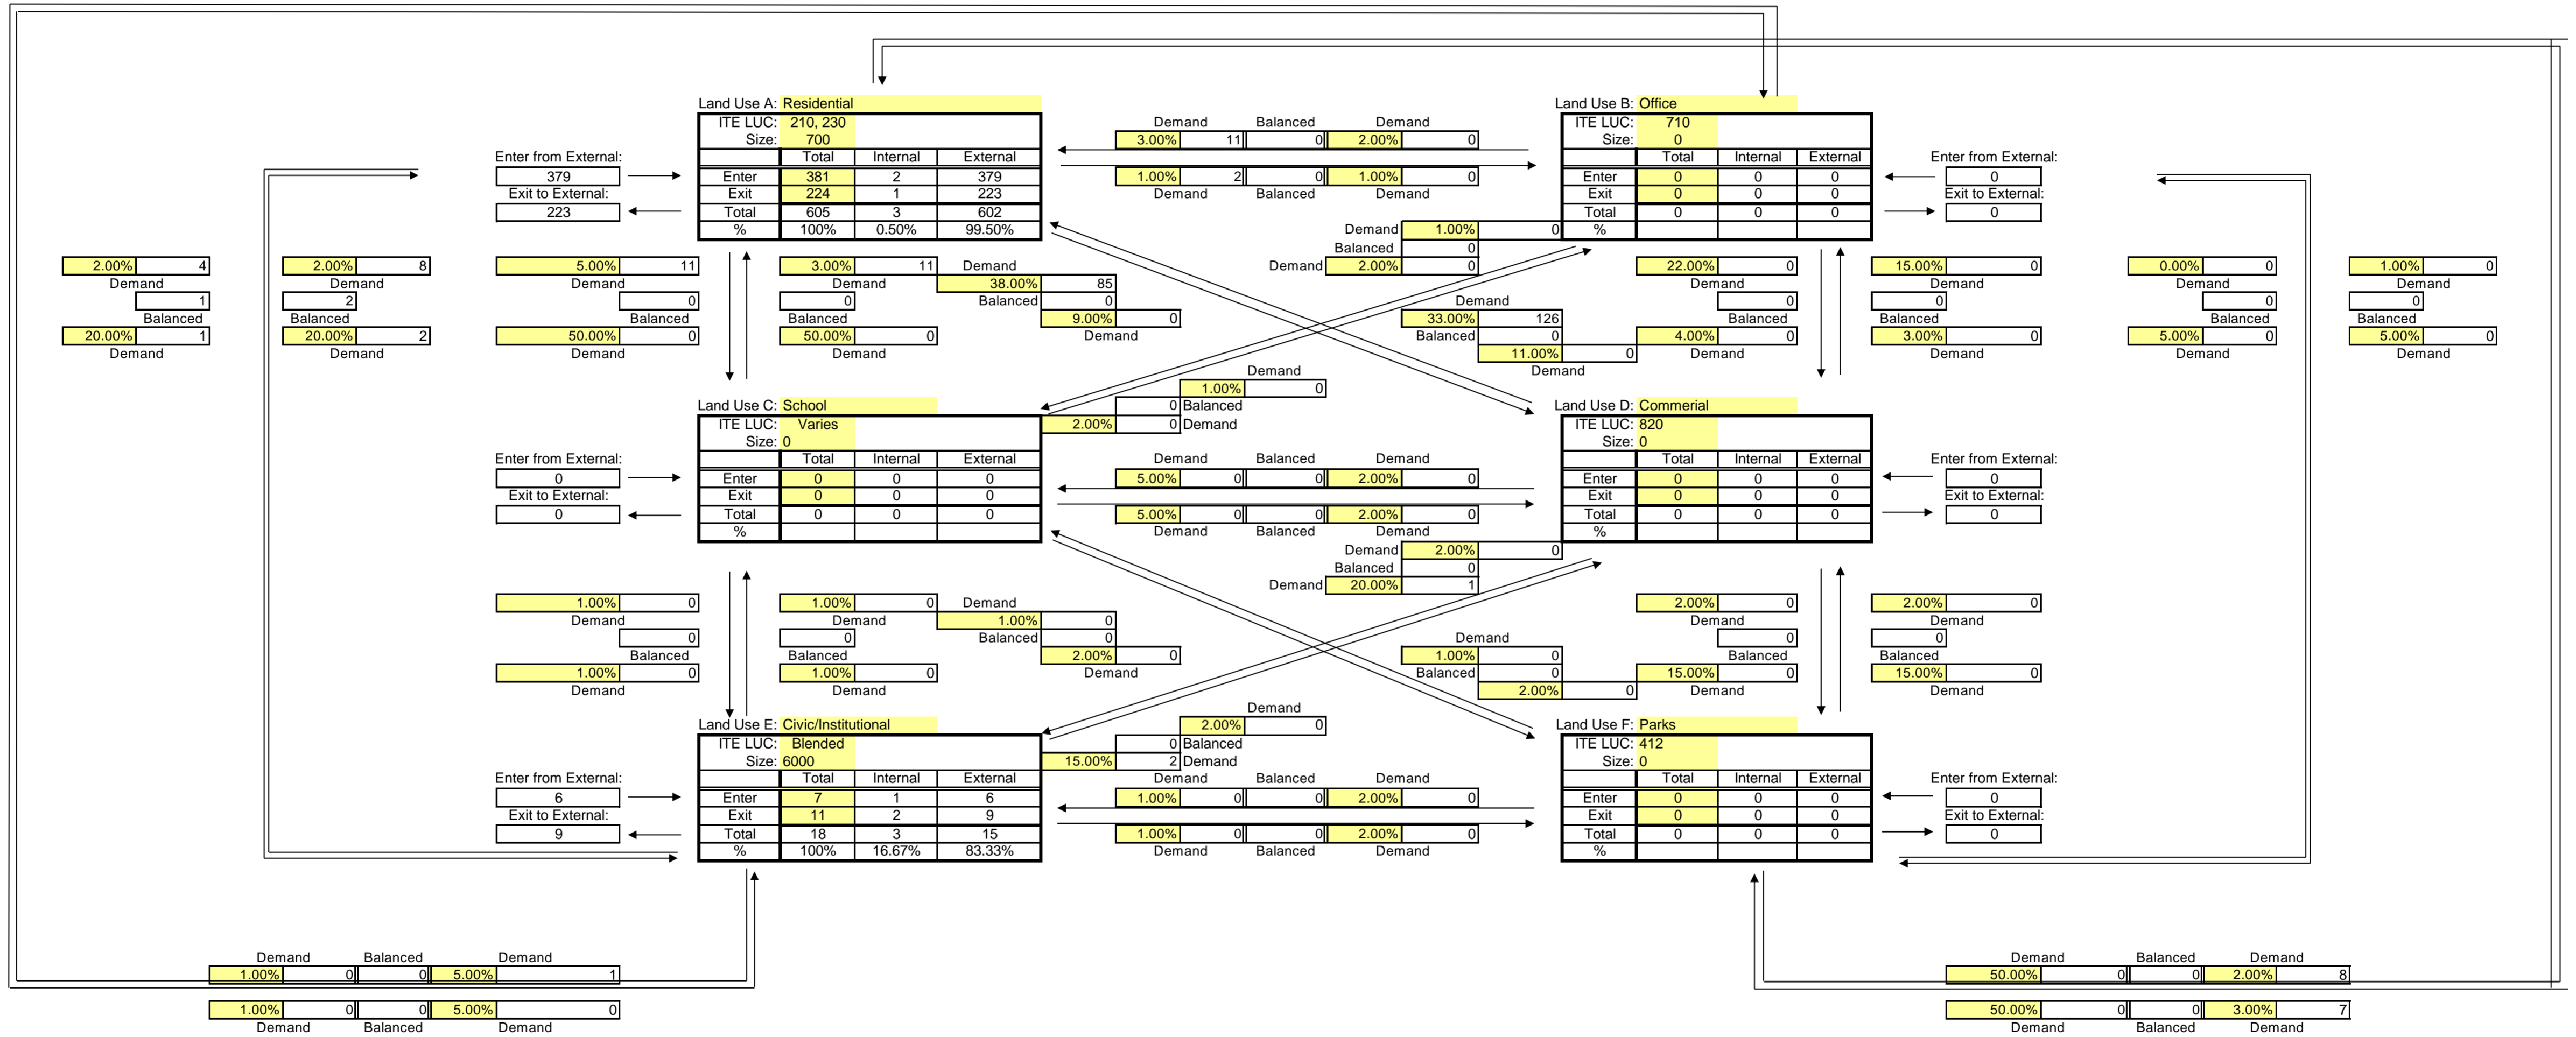 Land Use A: Residential
Land Use B: Office
ITE LUC: 210, 230
Demand Balanced Demand
ITE LUC: 710
Size: 700
3.00% 11 0 2.00% 0
Size: 0
Enter from External:
Total Internal External
Total Internal External
Enter from External:
379
Enter 381 2 379
1.00% 2 0 1.00% 0
Enter 0 0 0
0
Exit to External:
Exit 224 1 223
Demand Balanced Demand
Exit 0 0 0
Exit to External:
223
Total 605 3 602
Total 0 0 0
0
% 100% 0.50% 99.50%
Demand 1.00% 0
%
Balanced 0
2.00% 4
2.00% 8
5.00% 11
3.00% 11
Demand
Demand 2.00% 0
22.00% 0
15.00% 0
0.00% 0
1.00% 0
Demand
Demand
Demand
Demand
38.00% 85
Demand
Demand
Demand
Demand
1
2
0
0
Balanced 0
Demand
0
0
0
0
Balanced
Balanced
Balanced
Balanced
9.00% 0
33.00% 126
Balanced
Balanced
Balanced
Balanced
20.00% 1
20.00% 2
50.00% 0
50.00% 0
Demand
Balanced 0
4.00% 0
3.00% 0
5.00% 0
5.00% 0
Demand
Demand
Demand
Demand
11.00% 0
Demand
Demand
Demand
Demand
Demand
Demand
1.00% 0
Land Use C: School
0 Balanced
Land Use D: Commerial
ITE LUC: Varies
2.00% 0 Demand
ITE LUC: 820
Size: 0
Size: 0
Enter from External:
Total Internal External
Demand Balanced Demand
Total Internal External
Enter from External:
0
Enter 0 0 0
5.00% 0 0 2.00% 0
Enter 0 0 0
0
Exit to External:
Exit 0 0 0
Exit 0 0 0
Exit to External:
0
Total 0 0 0
5.00% 0 0 2.00% 0
Total 0 0 0
0
%
Demand Balanced Demand
%
Demand 2.00% 0
Balanced 0
Demand 20.00% 1
1.00% 0
1.00% 0
Demand
2.00% 0
2.00% 0
Demand
Demand
1.00% 0
Demand
Demand
0
0
Balanced 0
Demand
0
0
Balanced
Balanced
2.00% 0
1.00% 0
Balanced
Balanced
1.00% 0
1.00% 0
Demand
Balanced 0
15.00% 0
15.00% 0
Demand
Demand
2.00% 0
Demand
Demand
Demand
Land Use E: Civic/Institutional
2.00% 0
Land Use F: Parks
ITE LUC: Blended
0 Balanced
ITE LUC: 412
Size: 6000
15.00% 2 Demand
Size: 0
Enter from External:
Total Internal External
Demand Balanced Demand
Total Internal External
Enter from External:
6
Enter 7 1 6
1.00% 0 0 2.00% 0
Enter 0 0 0
0
Exit to External:
Exit 11 2 9
Exit 0 0 0
Exit to External:
9
Total 18 3 15
1.00% 0 0 2.00% 0
Total 0 0 0
0
% 100% 16.67% 83.33%
Demand Balanced Demand
%
Demand Balanced Demand
Demand Balanced Demand
1.00% 0 0 5.00% 1
50.00% 0 0 2.00% 8
1.00% 0 0 5.00% 0
50.00% 0 0 3.00% 7
Demand Balanced Demand
Demand Balanced Demand